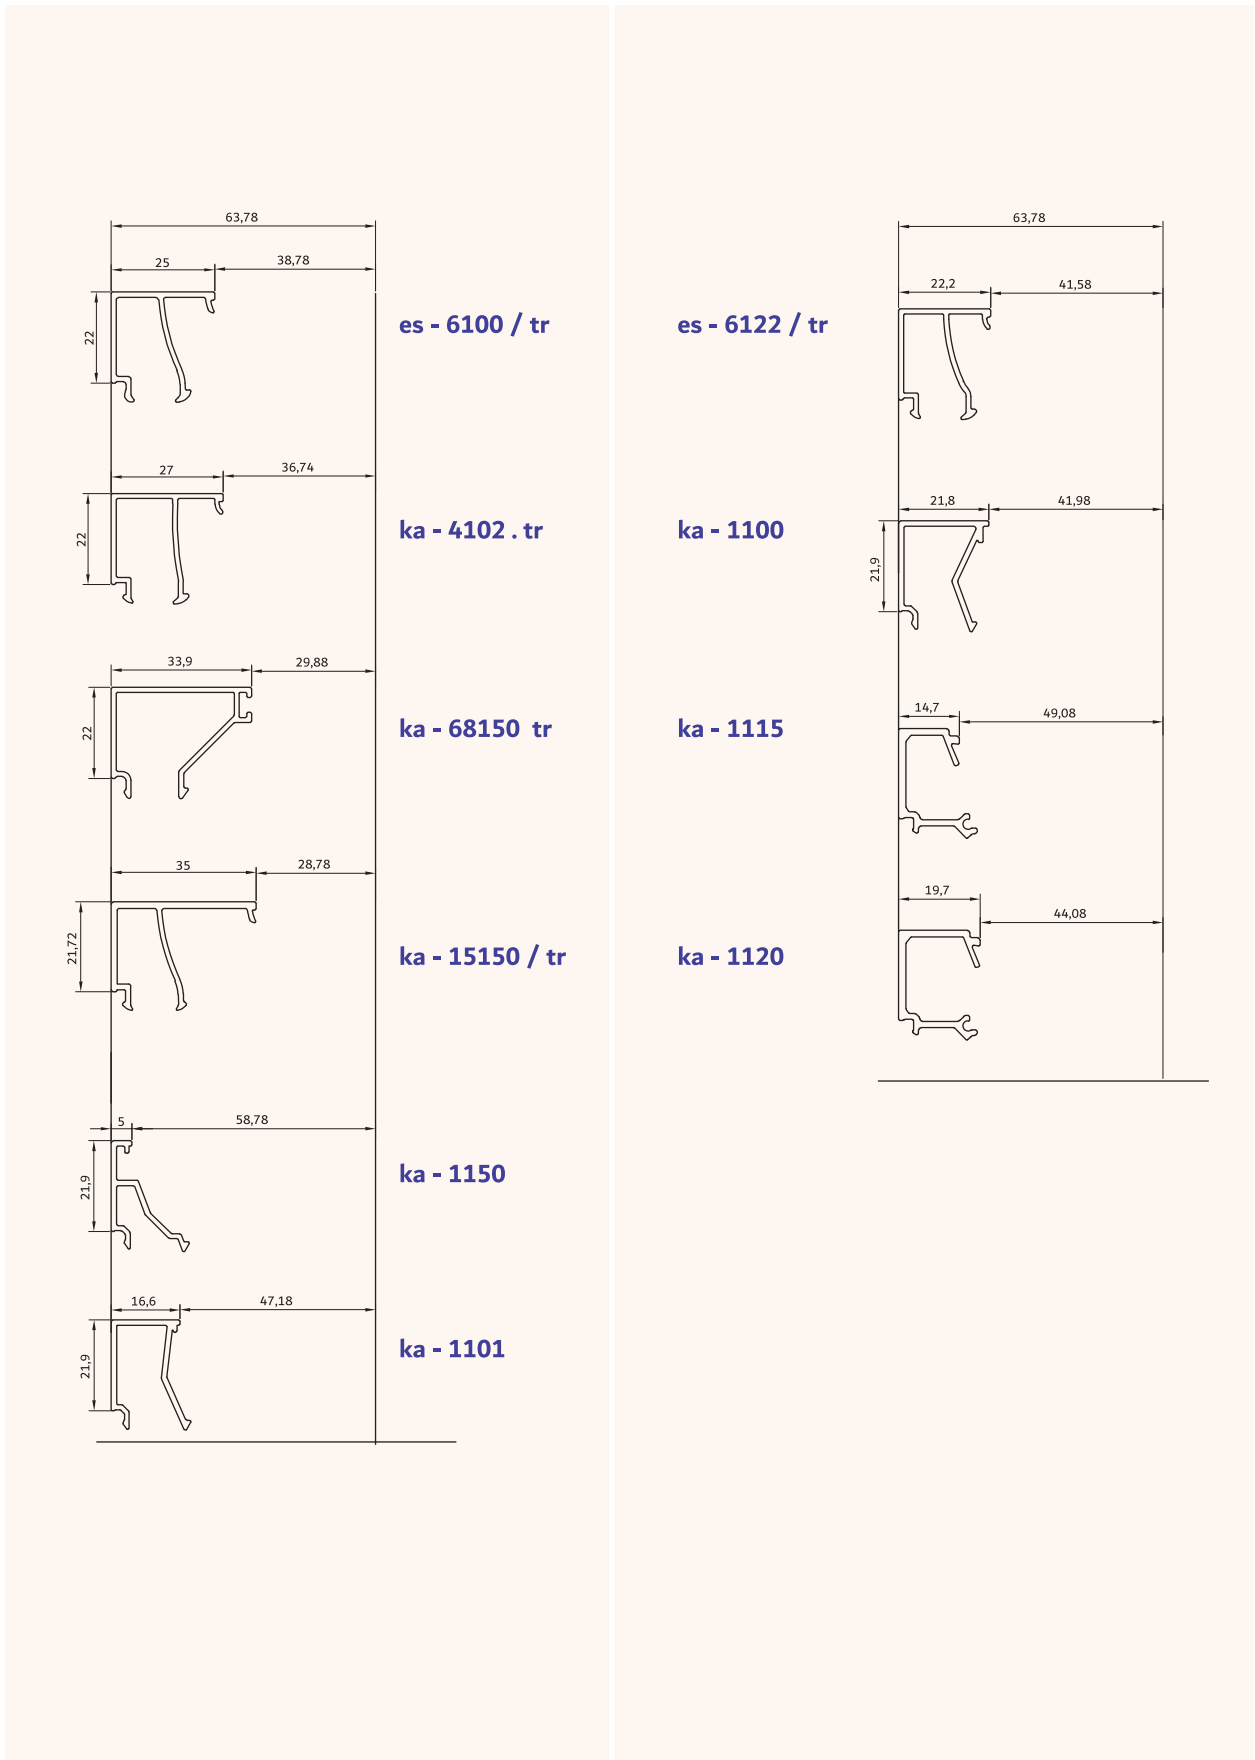 63,78
25
38,78
22
es - 6100 / tr
27
36,74
22
ka - 4102 . tr
33,9
29,88
22
ka - 68150 tr
35
28,78
21,72
ka - 15150 / tr
5
58,78
21,9
ka - 1150
16,6
47,18
21,9
ka - 1101
63,78
22,2
41,58
es - 6122 / tr
21,8
41,98
21,9
ka - 1100
14,7
49,08
ka - 1115
19,7
44,08
ka - 1120